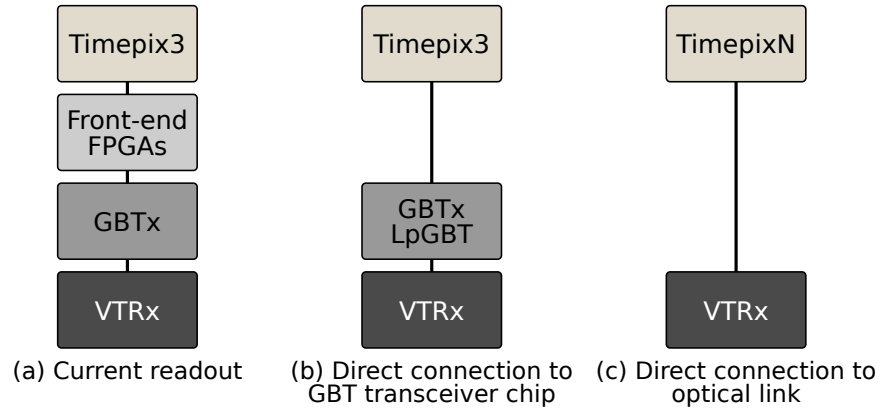 Timepix3
Front-end
FPGAs
GBTx
VTRx
(a) Current readout
Timepix3
GBTx
LpGBT
VTRx
(b) Direct connection to
GBT transceiver chip
TimepixN
VTRx
(c) Direct connection to
optical link